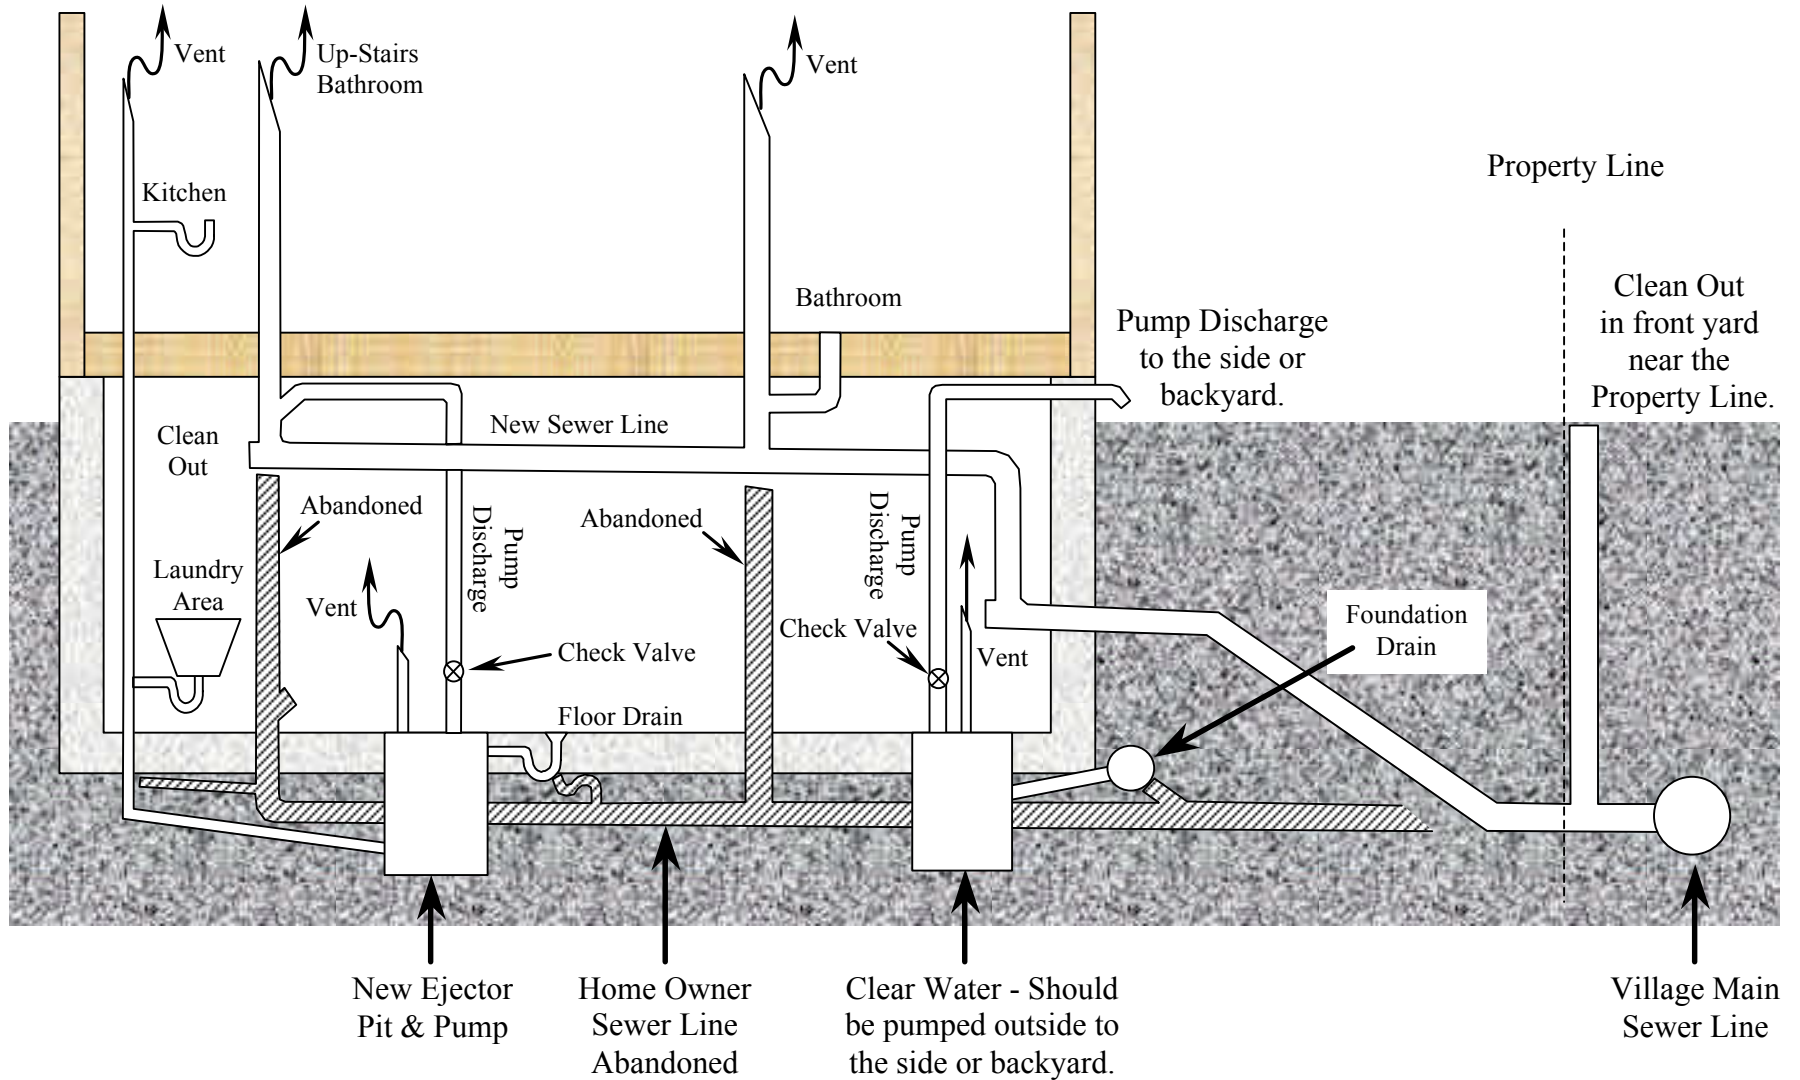 Vent
Up-Stairs
Bathroom
Vent
Property Line
Kitchen
Clean Out
in front yard
near the
Property Line.
Bathroom
Pump Discharge
to the side or
backyard.
New Sewer Line
Clean
Out
Abandoned
Pump
Discharge
Abandoned
Pump
Discharge
Laundry
Area
Vent
Foundation
Drain
Check Valve
Check Valve
Vent
Floor Drain
New Ejector
Pit & Pump
Home Owner
Sewer Line
Abandoned
Clear Water - Should
be pumped outside to
the side or backyard.
Village Main
Sewer Line